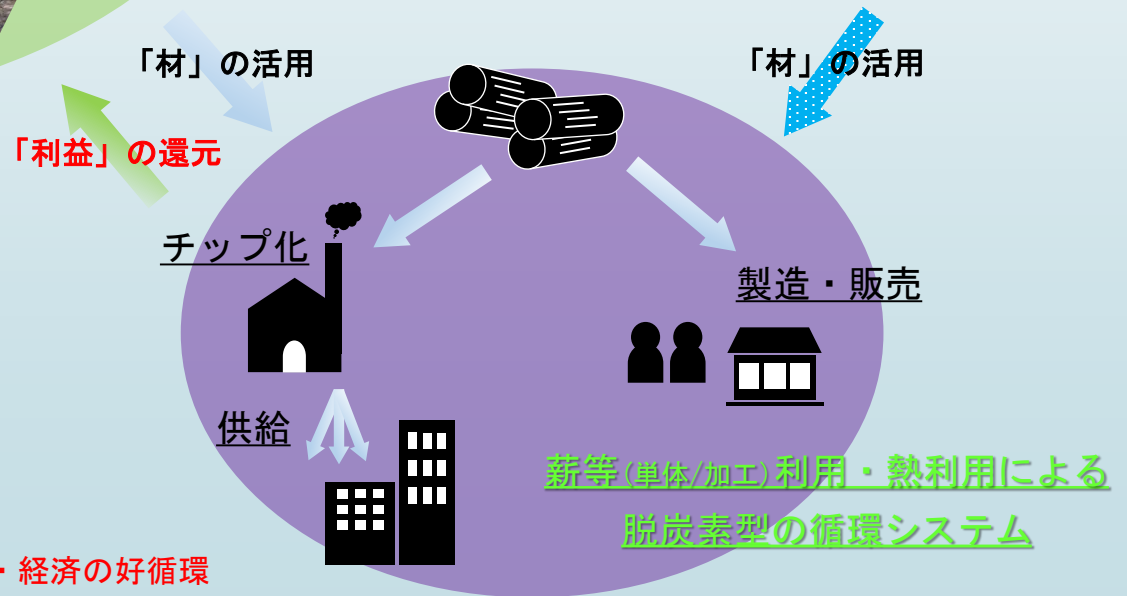 「材」の活用
「材」の活用
「利益」の還元
チップ化
製造・販売
供給
薪等(単体/加工)利用・熱利用による
脱炭素型の循環システム
・経済の好循環